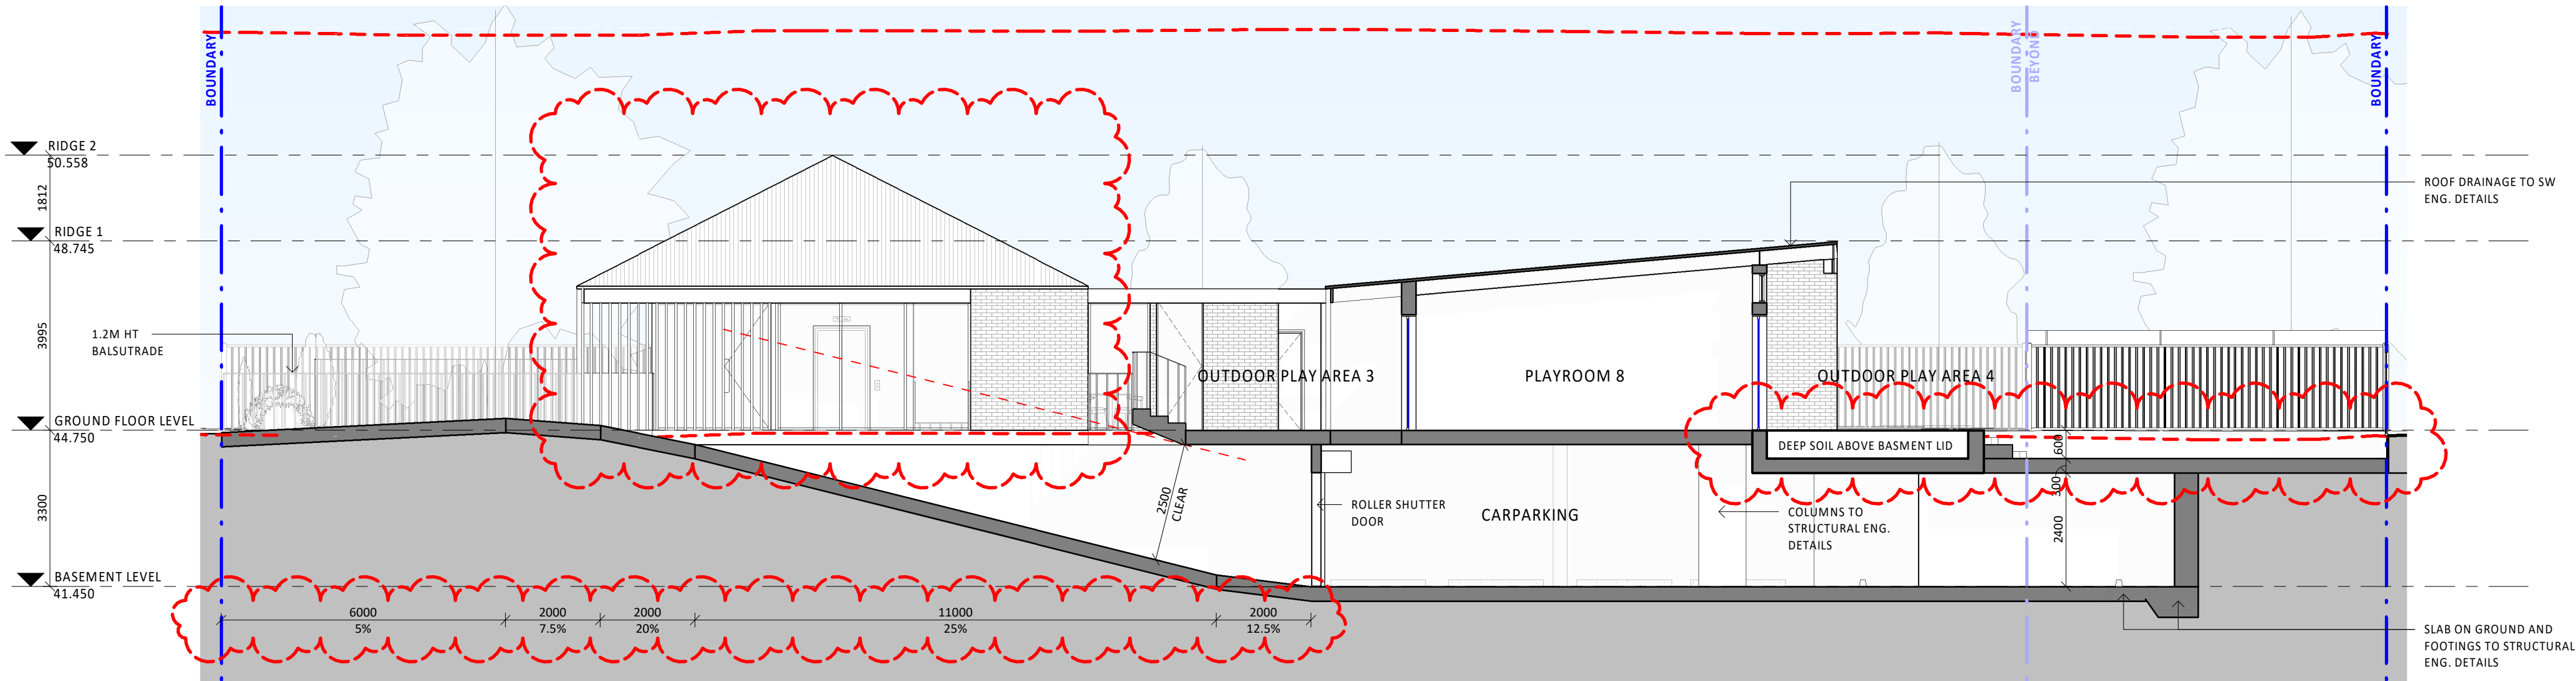 BOUNDARY
BOUNDARY
BEYOND
BOUNDARY
RIDGE 2
50.558
1812
RIDGE 1
48.745
3995
1.2M HT
BALSUTRADE
GROUND FLOOR LEVEL
44.750
3300
BASEMENT LEVEL
41.450
ROOF DRAINAGE TO SW
ENG. DETAILS
OUTDOOR PLAY AREA 3
PLAYROOM 8
OUTDOOR PLAY AREA 4
DEEP SOIL ABOVE BASMENT LID
600
300
2400
2500
CLEAR
ROLLER SHUTTER
DOOR
CARPARKING
COLUMNS TO
STRUCTURAL ENG.
DETAILS
6000
5%
2000
7.5%
2000
20%
11000
25%
2000
12.5%
SLAB ON GROUND AND
FOOTINGS TO STRUCTURAL
ENG. DETAILS